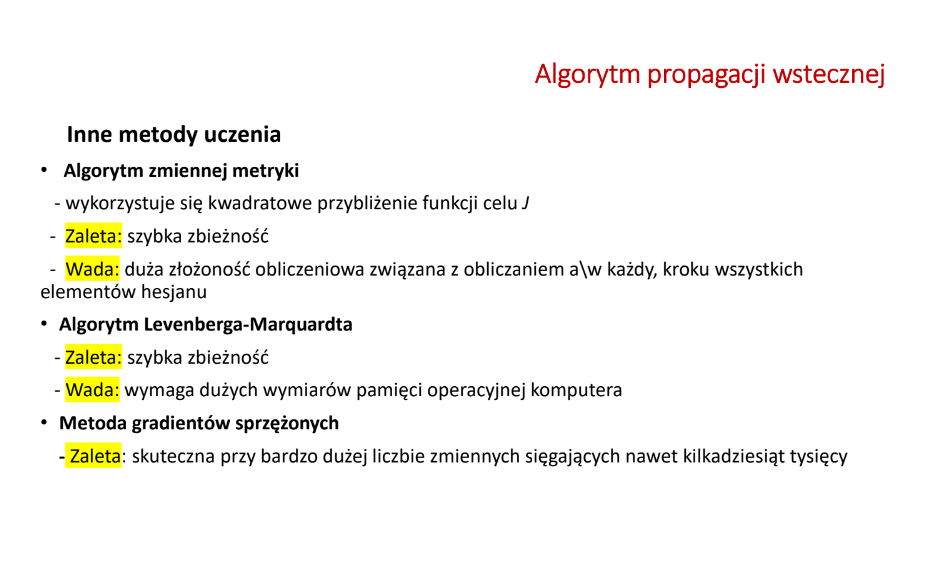 Algorytm propagacji wstecznej
Inne metody uczenia
• Algorytm zmiennej metryki
- wykorzystuje się kwadratowe przybliżenie funkcji celu J
- Zaleta: szybka zbieżność
- Wada: duża złożoność obliczeniowa związana z obliczaniem a\w każdy, kroku wszystkich
elementów hesjanu
• Algorytm Levenberga-Marquardta
- Zaleta: szybka zbieżność
- Wada: wymaga dużych wymiarów pamięci operacyjnej komputera
• Metoda gradientów sprzężonych
- Zaleta: skuteczna przy bardzo dużej liczbie zmiennych sięgających nawet kilkadziesiąt tysięcy